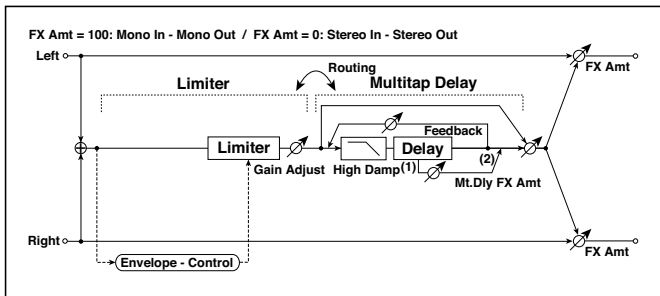 FX Amt = 100: Mono In - Mono Out / FX Amt = 0: Stereo In - Stereo Out
Left
FX Amt
Routing
Limiter
Multitap Delay
Feedback
Limiter
Delay
Gain Adjust
High Damp
(1)
(2)
Mt.Dly FX Amt
Right
FX Amt
Envelope - Control